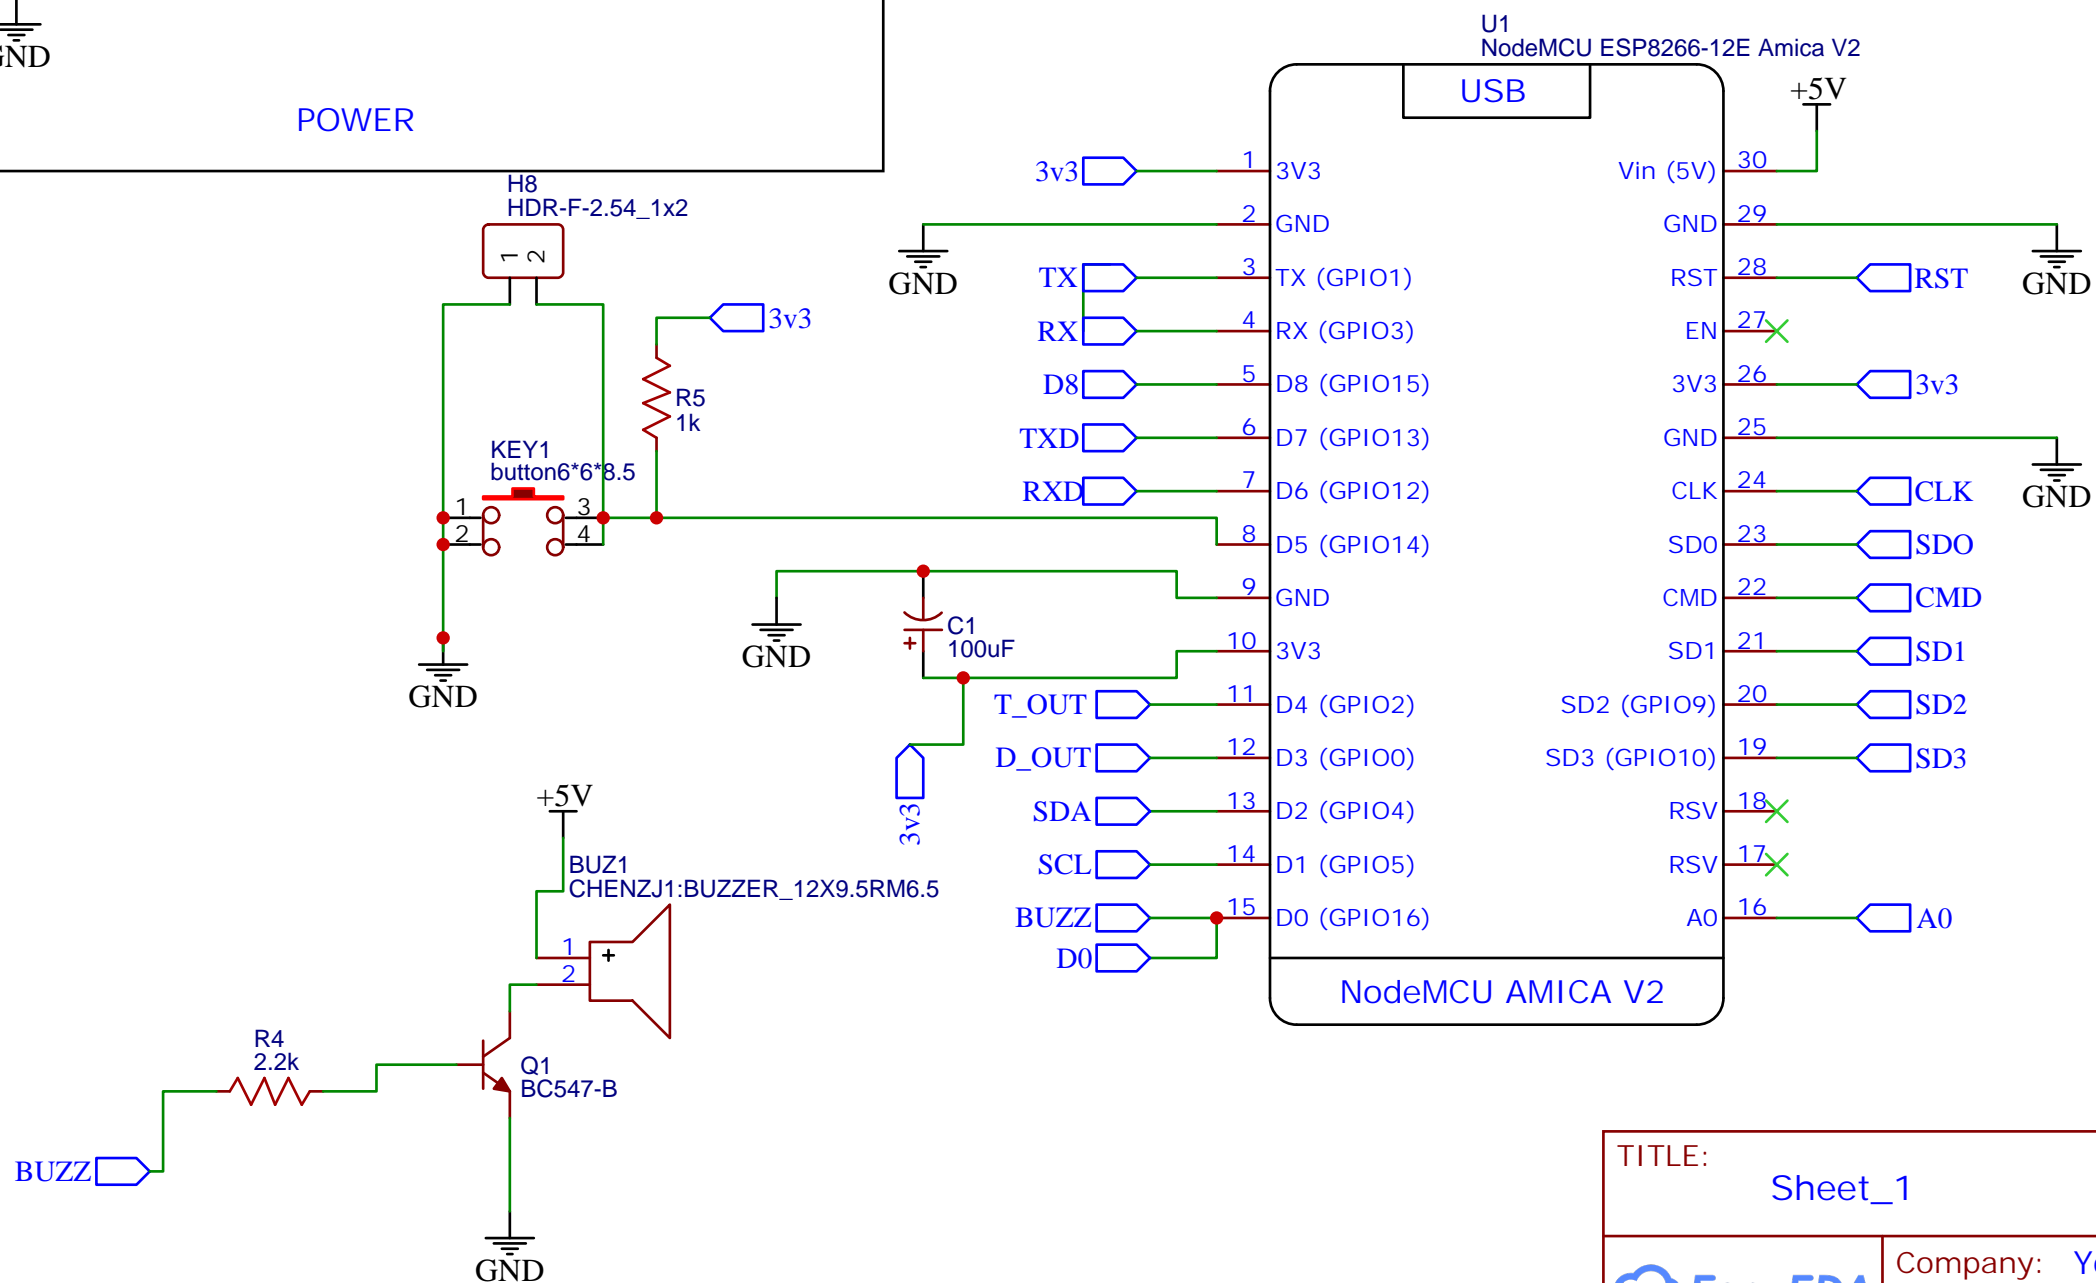 GND
POWER
H8
HDR-F-2.54_1x2
1 2
3v3
R5
1k
KEY1
button6*6*8.5
1
2
3
4
GND
+5V
BUZ1
CHENZJ1:BUZZER_12X9.5RM6.5
1
2
+
R4
2.2k
Q1
BC547-B
BUZZ
GND
U1
NodeMCU ESP8266-12E Amica V2
USB
+5V
3v3 1 3V3
GND 2 GND
TX 3 TX (GPIO1)
RX 4 RX (GPIO3)
D8 5 D8 (GPIO15)
TXD 6 D7 (GPIO13)
RXD 7 D6 (GPIO12)
8 D5 (GPIO14)
9 GND
GND
C1
100uF
+
10 3V3
3v3
T_OUT 11 D4 (GPIO2)
D_OUT 12 D3 (GPIO0)
SDA 13 D2 (GPIO4)
SCL 14 D1 (GPIO5)
BUZZ 15 D0 (GPIO16)
D0
Vin (5V) 30
GND 29 GND
RST 28 RST
EN 27
3V3 26 3v3
GND 25 GND
CLK 24 CLK
SD0 23 SDO
CMD 22 CMD
SD1 21 SD1
SD2 (GPIO9) 20 SD2
SD3 (GPIO10) 19 SD3
RSV 18
RSV 17
A0 16 A0
NodeMCU AMICA V2
TITLE:
Sheet_1
Company: